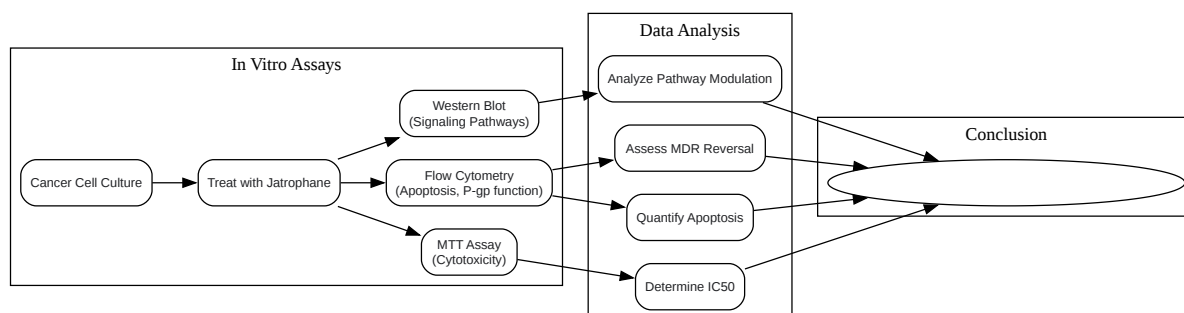 In Vitro Assays
Cancer Cell Culture
Treat with Jatrophane
Western Blot
(Signaling Pathways)
Flow Cytometry
(Apoptosis, P-gp function)
MTT Assay
(Cytotoxicity)
Data Analysis
Analyze Pathway Modulation
Assess MDR Reversal
Quantify Apoptosis
Determine IC50
Conclusion